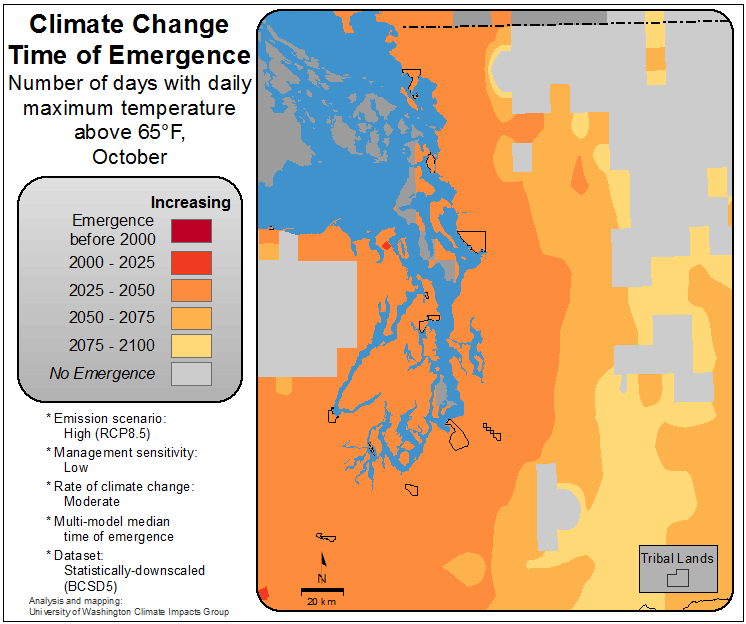 Climate Change
Time of Emergence
Number of days with daily
maximum temperature
above 65°F,
October
Increasing
Emergence
before 2000
2000 - 2025
2025 - 2050
2050 - 2075
2075 - 2100
No Emergence
* Emission scenario:
High (RCP8.5)
* Management sensitivity:
Low
* Rate of climate change:
Moderate
* Multi-model median
time of emergence
* Dataset:
Statistically-downscaled
(BCSD5)
Analysis and mapping:
University of Washington Climate Impacts Group
N
20 km
Tribal Lands